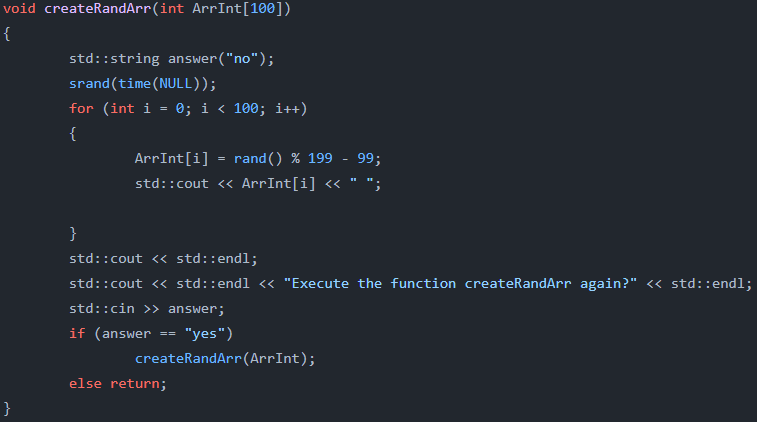 void createRandArr(int ArrInt[100])
{
        std::string answer("no");
        srand(time(NULL));
        for (int i = 0; i < 100; i++)
        {
                ArrInt[i] = rand() % 199 - 99;
                std::cout << ArrInt[i] << " ";

        }
        std::cout << std::endl;
        std::cout << std::endl << "Execute the function createRandArr again?" << std::endl;
        std::cin >> answer;
        if (answer == "yes")
                createRandArr(ArrInt);
        else return;
}